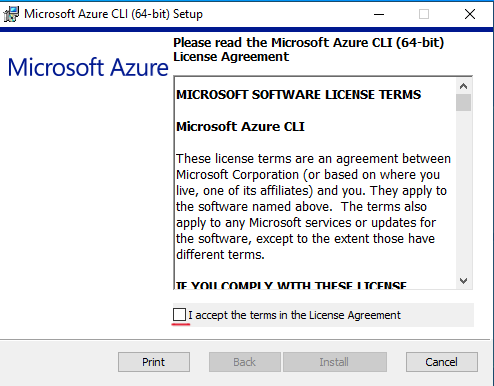 Microsoft Azure CLI (64-bit) Setup
Please read the Microsoft Azure CLI (64-bit)
License Agreement
Microsoft Azure
MICROSOFT SOFTWARE LICENSE TERMS
Microsoft Azure CLI
These license terms are an agreement between
Microsoft Corporation (or based on where you
live, one of its affiliates) and you. They apply to
the software named above.  The terms also
apply to any Microsoft services or updates for
the software, except to the extent those have
different terms.
IF YOU COMPLY WITH THESE LICENSE
I accept the terms in the License Agreement
Print
Back
Install
Cancel